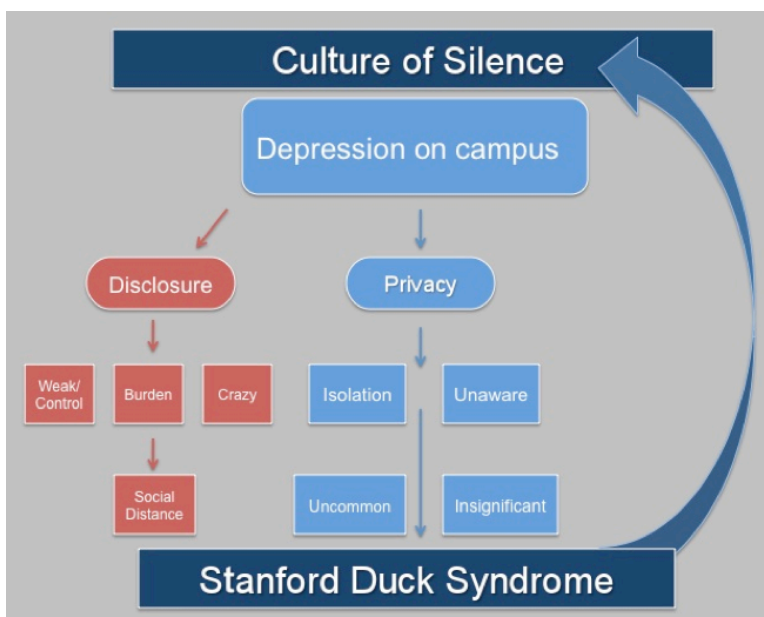 Culture of Silence
Depression on campus
Disclosure
Privacy
Weak/
Control
Burden
Crazy
Isolation
Unaware
Social
Distance
Uncommon
Insignificant
Stanford Duck Syndrome